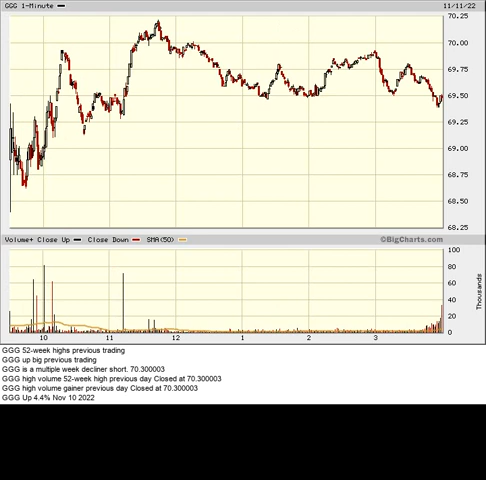 GGG 1-Minute 11/11/22
70.25
70.00
69.75
69.50
69.25
69.00
68.75
68.50
68.25
Volume+ Close Up Close Down SMA(50) ©BigCharts.com
100
80
60
40
20
0
Thousands
10 11 12 1 2 3
GGG 52-week highs previous trading
GGG up big previous trading
GGG is a multiple week decliner short. 70.300003
GGG high volume 52-week high previous day Closed at 70.300003
GGG high volume gainer previous day Closed at 70.300003
GGG Up 4.4% Nov 10 2022